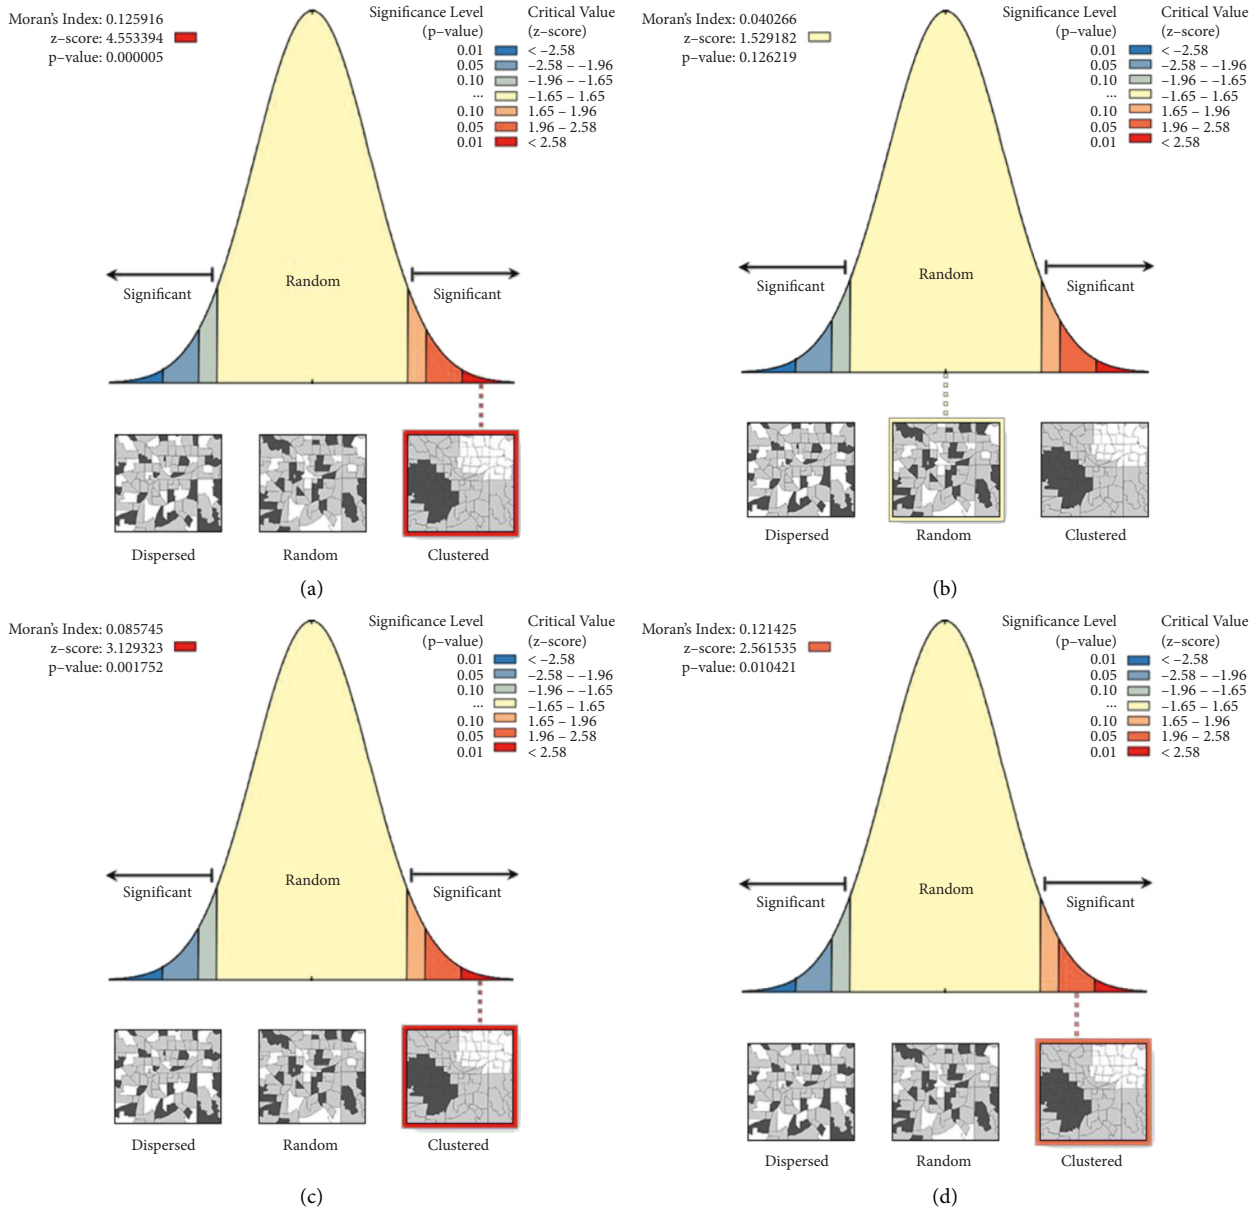 Moran's Index: 0.125916
z-score: 4.553394
p-value: 0.000005
Significance Level Critical Value
(p-value) (z-score)
0.01 < -2.58
0.05 -2.58 – -1.96
0.10 -1.96 – -1.65
... -1.65 – 1.65
0.10 1.65 – 1.96
0.05 1.96 – 2.58
0.01 < 2.58
Significant Random Significant
Dispersed Random Clustered
(a)
Moran's Index: 0.040266
z-score: 1.529182
p-value: 0.126219
Significance Level Critical Value
(p-value) (z-score)
0.01 < -2.58
0.05 -2.58 – -1.96
0.10 -1.96 – -1.65
... -1.65 – 1.65
0.10 1.65 – 1.96
0.05 1.96 – 2.58
0.01 < 2.58
Significant Random Significant
Dispersed Random Clustered
(b)
Moran's Index: 0.085745
z-score: 3.129323
p-value: 0.001752
Significance Level Critical Value
(p-value) (z-score)
0.01 < -2.58
0.05 -2.58 – -1.96
0.10 -1.96 – -1.65
... -1.65 – 1.65
0.10 1.65 – 1.96
0.05 1.96 – 2.58
0.01 < 2.58
Significant Random Significant
Dispersed Random Clustered
(c)
Moran's Index: 0.121425
z-score: 2.561535
p-value: 0.010421
Significance Level Critical Value
(p-value) (z-score)
0.01 < -2.58
0.05 -2.58 – -1.96
0.10 -1.96 – -1.65
... -1.65 – 1.65
0.10 1.65 – 1.96
0.05 1.96 – 2.58
0.01 < 2.58
Significant Random Significant
Dispersed Random Clustered
(d)